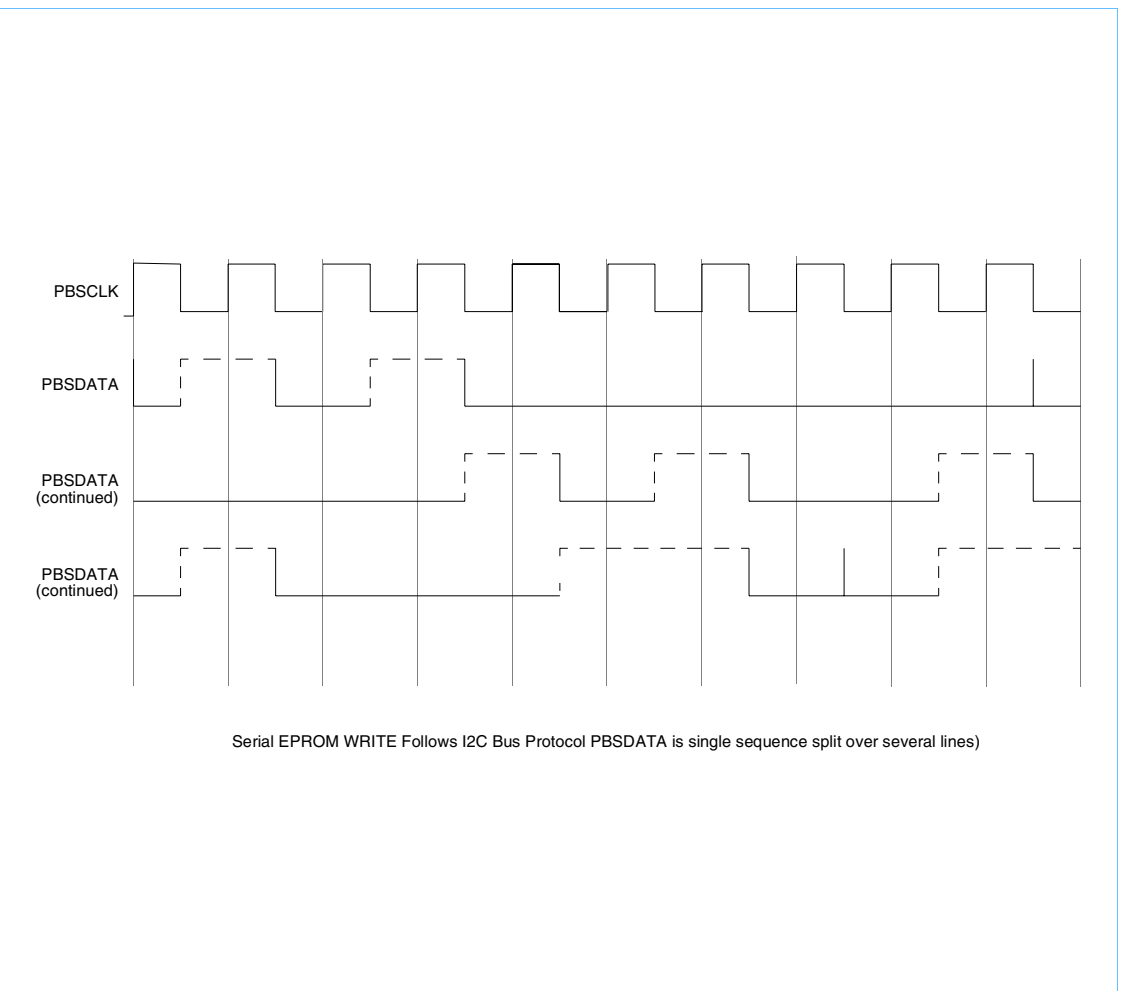 PBSCLK
PBSDATA
PBSDATA
(continued)
PBSDATA
(continued)
Serial EPROM WRITE Follows I2C Bus Protocol PBSDATA is single sequence split over several lines)